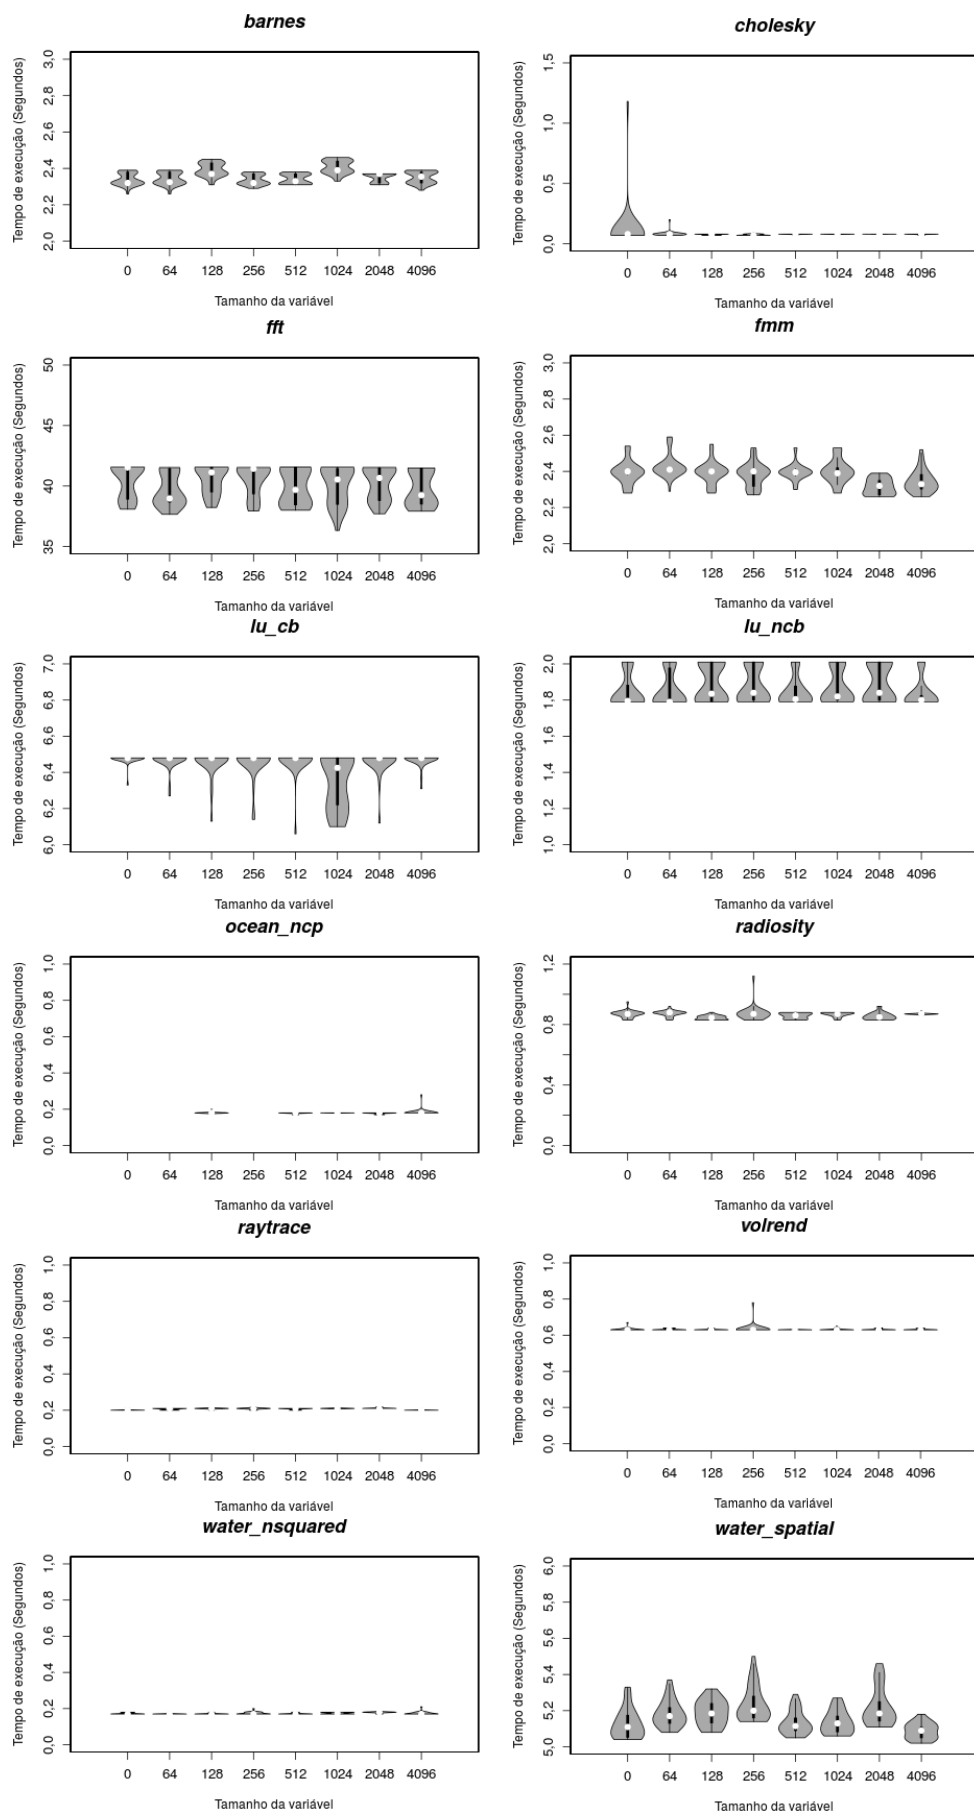 barnes
Tempo de execução (Segundos)
3,0
2,8
2,6
2,4
2,2
2,0
0 64 128 256 512 1024 2048 4096
Tamanho da variável
cholesky
Tempo de execução (Segundos)
1,5
1,0
0,5
0,0
0 64 128 256 512 1024 2048 4096
Tamanho da variável
fft
Tempo de execução (Segundos)
50
45
40
35
0 64 128 256 512 1024 2048 4096
Tamanho da variável
fmm
Tempo de execução (Segundos)
3,0
2,8
2,6
2,4
2,2
2,0
0 64 128 256 512 1024 2048 4096
Tamanho da variável
lu_cb
Tempo de execução (Segundos)
7,0
6,8
6,6
6,4
6,2
6,0
0 64 128 256 512 1024 2048 4096
Tamanho da variável
lu_ncb
Tempo de execução (Segundos)
2,0
1,8
1,6
1,4
1,2
1,0
0 64 128 256 512 1024 2048 4096
Tamanho da variável
ocean_ncp
Tempo de execução (Segundos)
1,0
0,8
0,6
0,4
0,2
0,0
0 64 128 256 512 1024 2048 4096
Tamanho da variável
radiosity
Tempo de execução (Segundos)
1,2
0,8
0,4
0,0
0 64 128 256 512 1024 2048 4096
Tamanho da variável
raytrace
Tempo de execução (Segundos)
1,0
0,8
0,6
0,4
0,2
0,0
0 64 128 256 512 1024 2048 4096
Tamanho da variável
volrend
Tempo de execução (Segundos)
1,0
0,8
0,6
0,4
0,2
0,0
0 64 128 256 512 1024 2048 4096
Tamanho da variável
water_nsquared
Tempo de execução (Segundos)
1,0
0,8
0,6
0,4
0,2
0,0
0 64 128 256 512 1024 2048 4096
Tamanho da variável
water_spatial
Tempo de execução (Segundos)
6,0
5,8
5,6
5,4
5,2
5,0
0 64 128 256 512 1024 2048 4096
Tamanho da variável